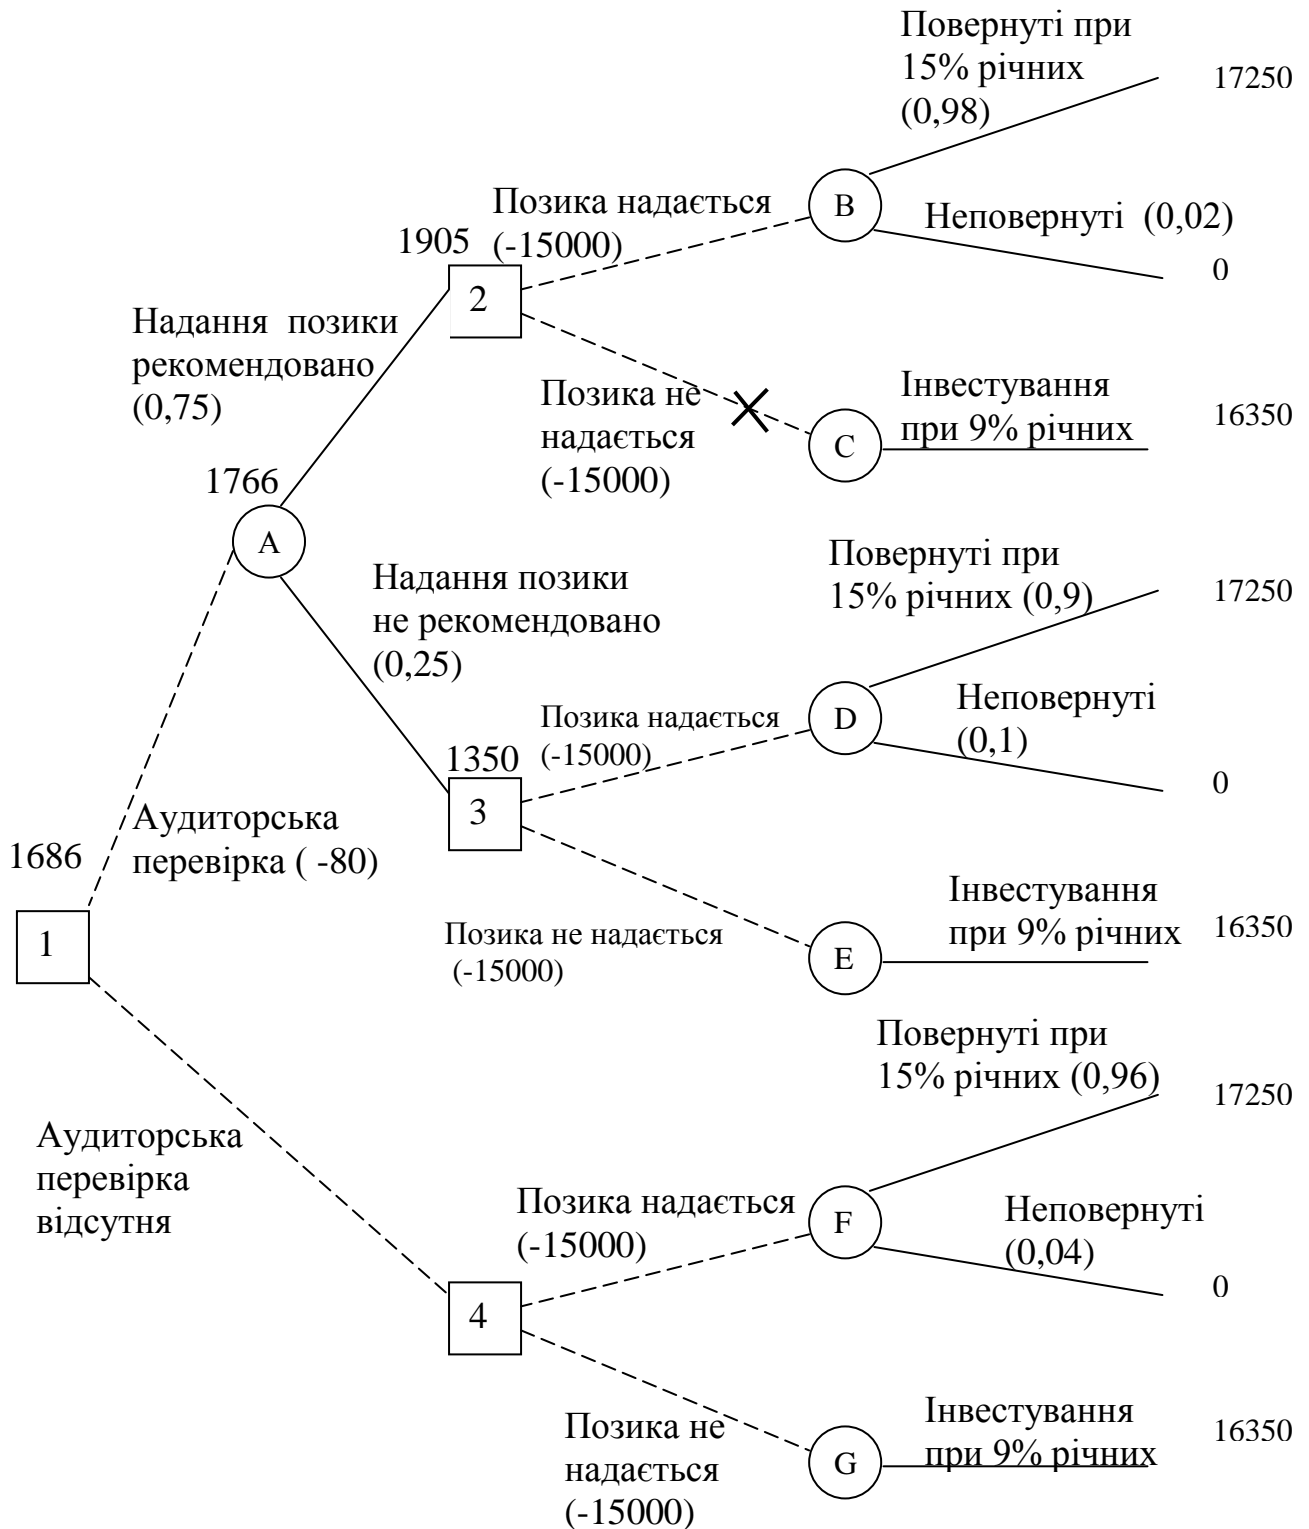 Повернуті при
15% річних
(0,98)
17250
B
Неповернуті (0,02)
0
Позика надається
(-15000)
1905
2
Надання позики
рекомендовано
(0,75)
Позика не
надається
(-15000)
Інвестування
при 9% річних
16350
C
1766
A
Повернуті при
15% річних (0,9)
17250
Надання позики
не рекомендовано
(0,25)
D
Неповернуті
(0,1)
0
Позика надається
(-15000)
1350
3
Аудиторська
перевірка ( -80)
1686
1
Позика не надається
(-15000)
Інвестування
при 9% річних
16350
E
Повернуті при
15% річних (0,96)
17250
Аудиторська
перевірка
відсутня
Позика надається
(-15000)
F
Неповернуті
(0,04)
0
4
Позика не
надається
(-15000)
Інвестування
при 9% річних
16350
G